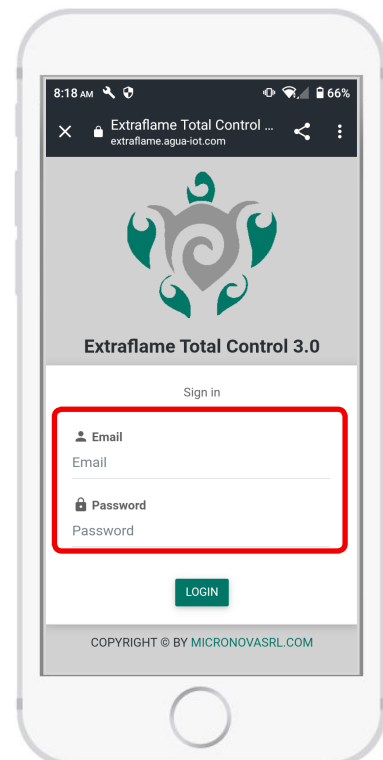 8:18 AM 66%
Extraflame Total Control ...
extraflame.agua-iot.com
Extraflame Total Control 3.0
Sign in
Email
Email
Password
Password
LOGIN
COPYRIGHT © BY MICRONOVASRL.COM